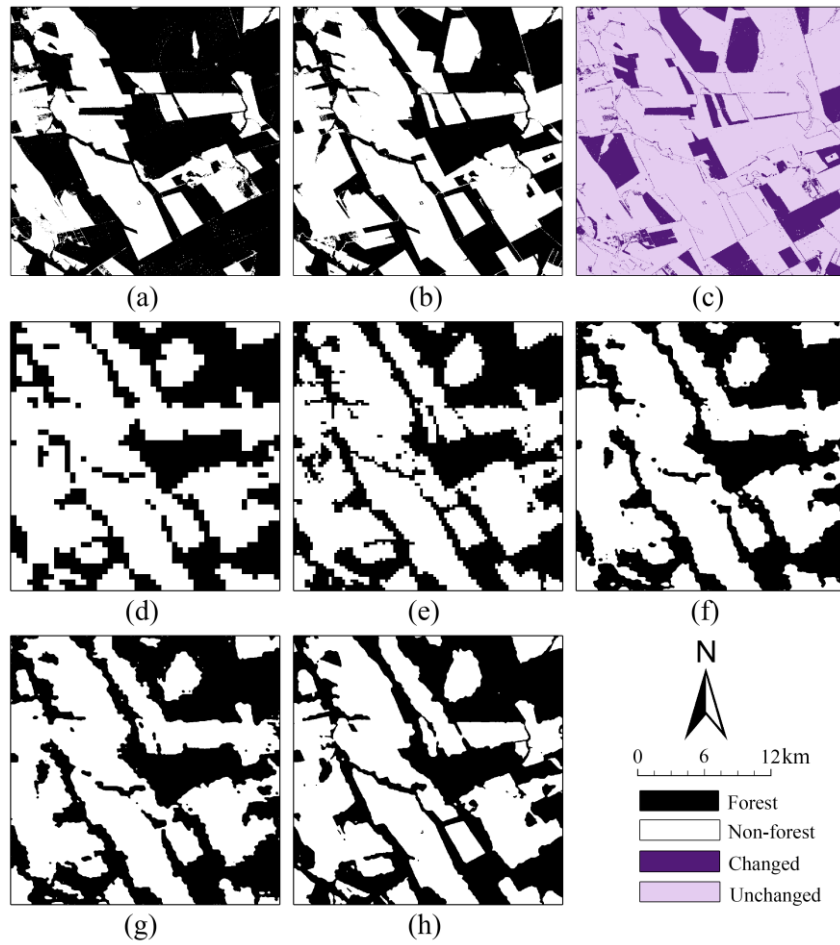 (a) (b) (c)
(d) (e) (f)
N
0 6 12km
Forest
Non-forest
Changed
Unchanged
(g) (h)